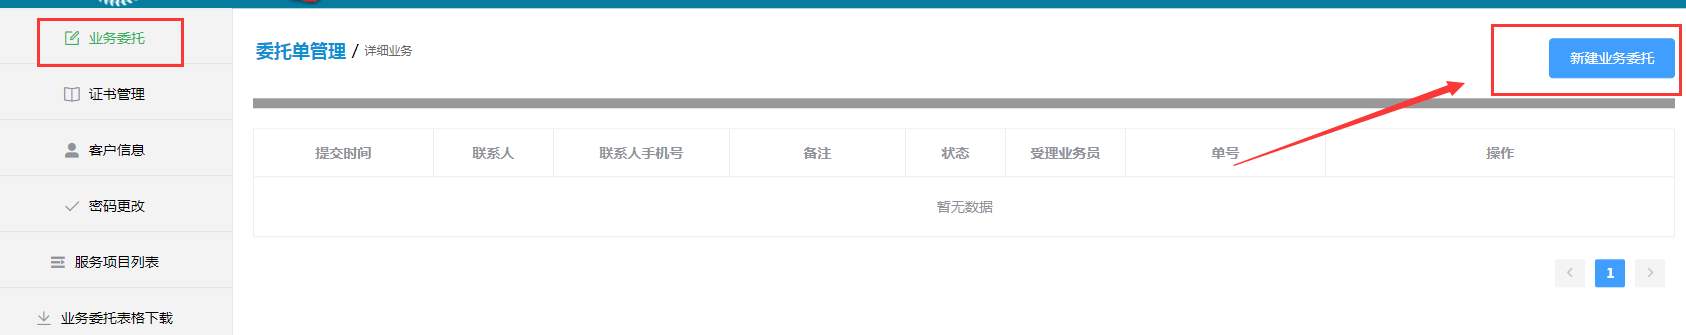 业务委托
证书管理
客户信息
密码更改
服务项目列表
业务委托表格下载
委托单管理 / 详细业务
新建业务委托
提交时间 联系人 联系人手机号 备注 状态 受理业务员 单号 操作
暂无数据
1